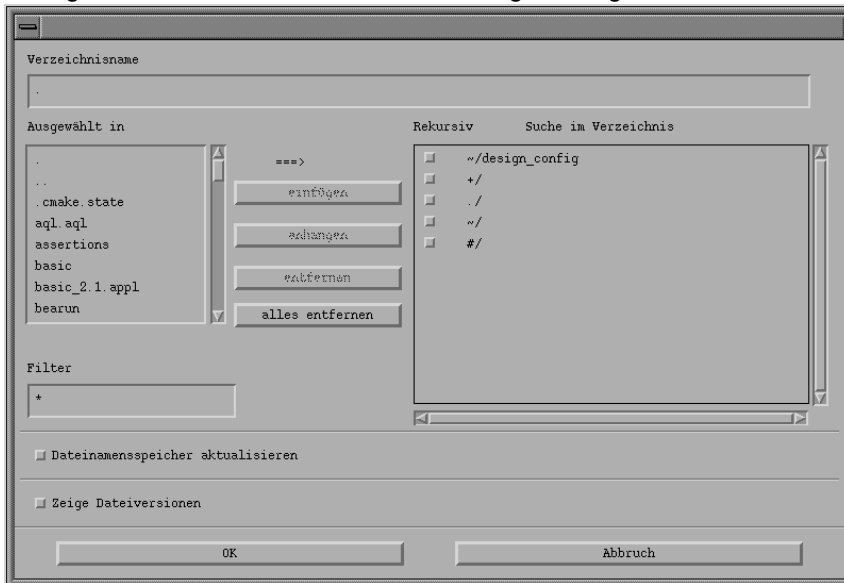 Verzeichnisname
.
Ausgewählt in
.
..
.cmake.state
aql.aql
assertions
basic
basic_2.1.appl
bearun
===>
einfügen
anhangen
entfernen
alles entfernen
Rekursiv Suche im Verzeichnis
~/design_config
+/
./
~/
#/
Filter
*
Dateinamensspeicher aktualisieren
Zeige Dateiversionen
OK Abbruch